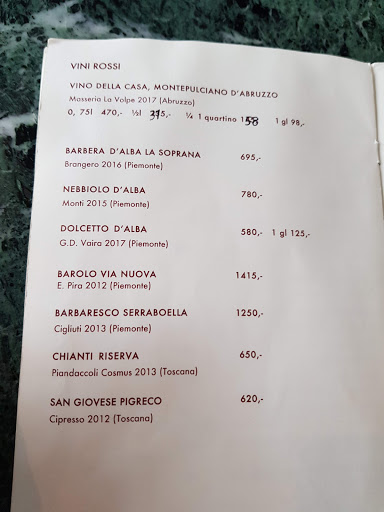 VINI ROSSI
VINO DELLA CASA, MONTEPULCIANO D'ABRUZZO
Masseria La Volpe 2017 (Abruzzo)
0, 75l 470,- ½l 315,- ¼ 1 quartino 158 1 gl 98,-
BARBERA D'ALBA LA SOPRANA 695,-
Brangero 2016 (Piemonte)
NEBBIOLO D'ALBA 780,-
Monti 2015 (Piemonte)
DOLCETTO D'ALBA 580,- 1 gl 125,-
G.D. Vaira 2017 (Piemonte)
BAROLO VIA NUOVA 1415,-
E. Pira 2012 (Piemonte)
BARBARESCO SERRABOELLA 1250,-
Cigliuti 2013 (Piemonte)
CHIANTI RISERVA 650,-
Piandaccoli Cosmus 2013 (Toscana)
SAN GIOVESE PIGRECO 620,-
Cipresso 2012 (Toscana)